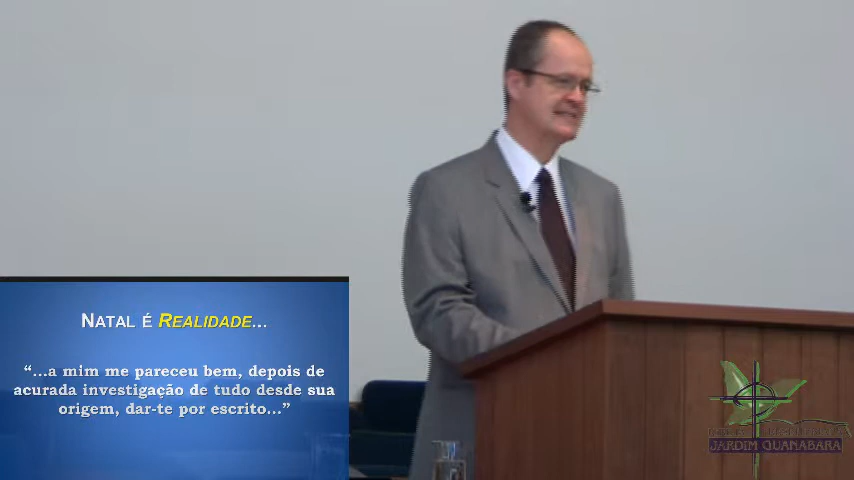 NATAL É REALIDADE...
“...a mim me pareceu bem, depois de
acurada investigação de tudo desde sua
origem, dar-te por escrito...”
JARDIM GUANABARA